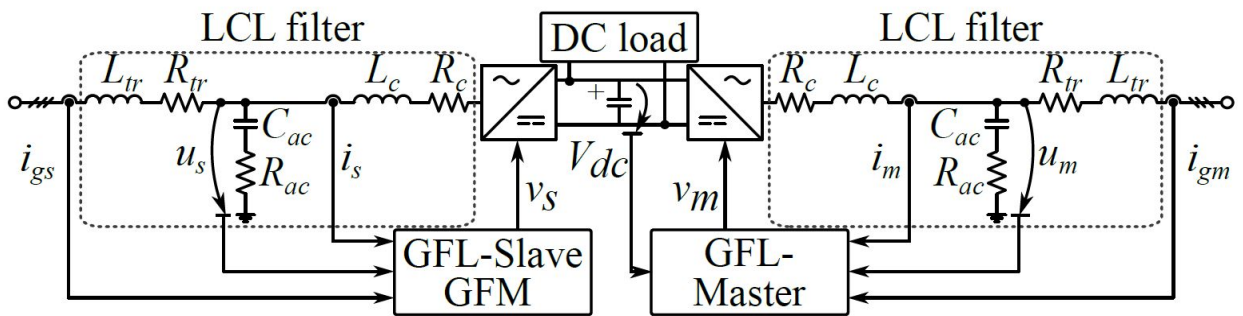 LCL filter
DC load
LCL filter
L_tr R_tr L_c R_c
R_c L_c R_tr L_tr
+
C_ac
C_ac
i_gs u_s R_ac i_s V_dc i_m R_ac u_m i_gm
v_s v_m
GFL-Slave
GFM
GFL-
Master